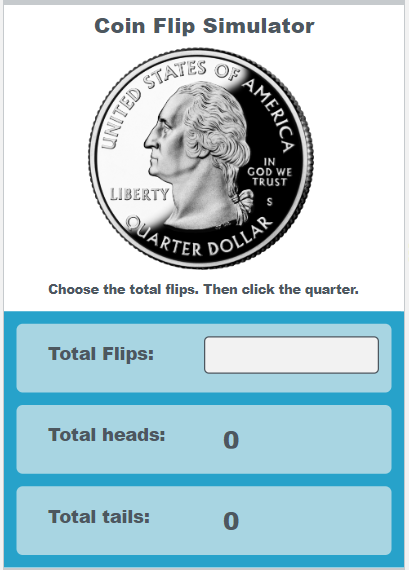 Coin Flip Simulator
UNITED STATES OF AMERICA
IN
GOD WE
TRUST
LIBERTY
S
QUARTER DOLLAR
Choose the total flips. Then click the quarter.
Total Flips:
Total heads: 0
Total tails: 0